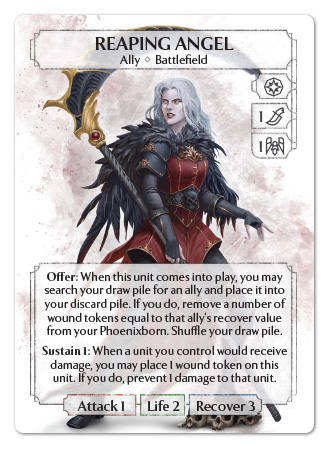 REAPING ANGEL
Ally ◇ Battlefield
1
1
Offer: When this unit comes into play, you may
search your draw pile for an ally and place it into
your discard pile. If you do, remove a number of
wound tokens equal to that ally's recover value
from your Phoenixborn. Shuffle your draw pile.
Sustain 1: When a unit you control would receive
damage, you may place 1 wound token on this
unit. If you do, prevent 1 damage to that unit.
Attack 1 Life 2 Recover 3